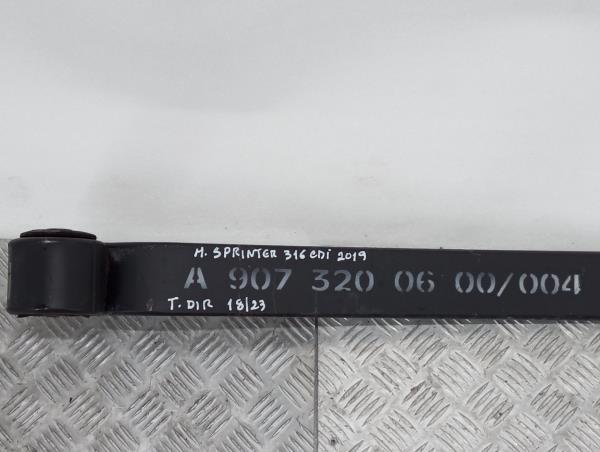 M. SPRINTER 316 CDI 2019
A 907 320 06 00/004
T. DIR 18/23